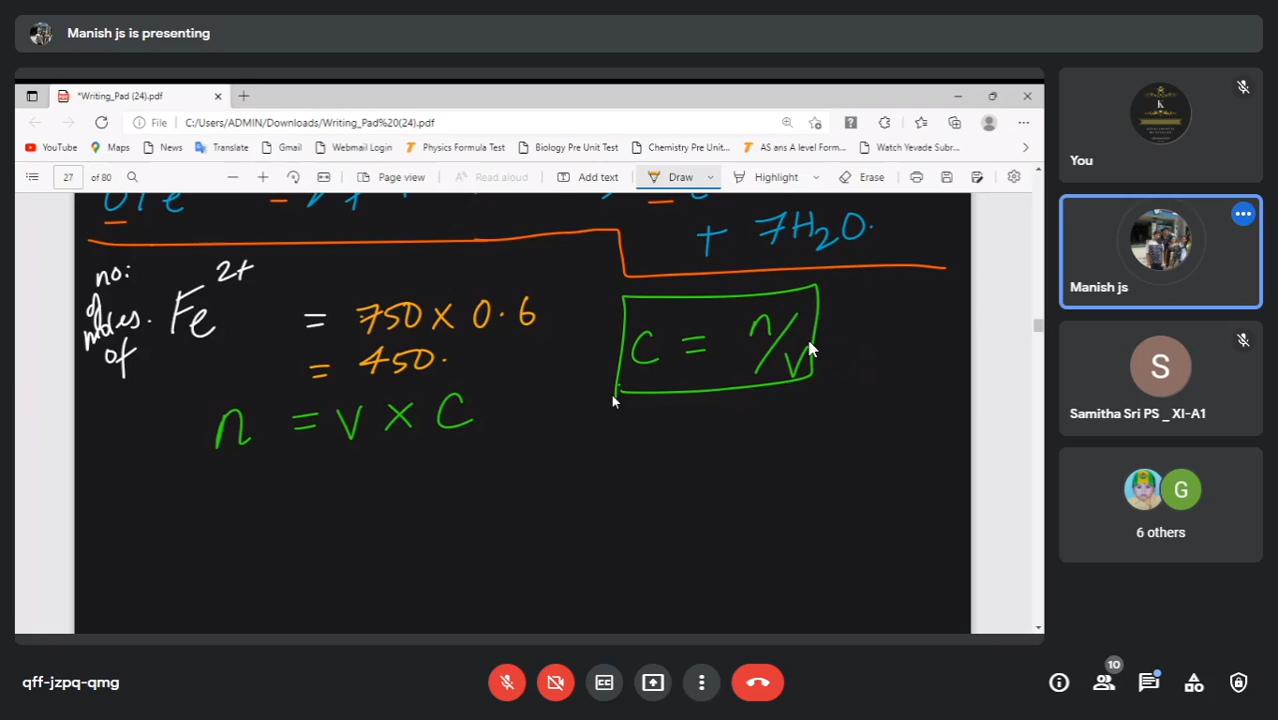 Manish js is presenting
*Writing_Pad (24).pdf
File C:/Users/ADMIN/Downloads/Writing_Pad%20(24).pdf
YouTube Maps News Translate Gmail Webmail Login Physics Formula Test Biology Pre Unit Test Chemistry Pre Unit... AS ans A level Form... Watch Yevade Subr...
27 of 80 Page view Read aloud Add text Draw Highlight Erase
+ 7H2O.
no: of moles. of Fe 2+ = 750 × 0.6
= 450.
C = n/V
n = V × C
You
Manish js
S
Samitha Sri PS _ XI-A1
G
6 others
qff-jzpq-qmg
10